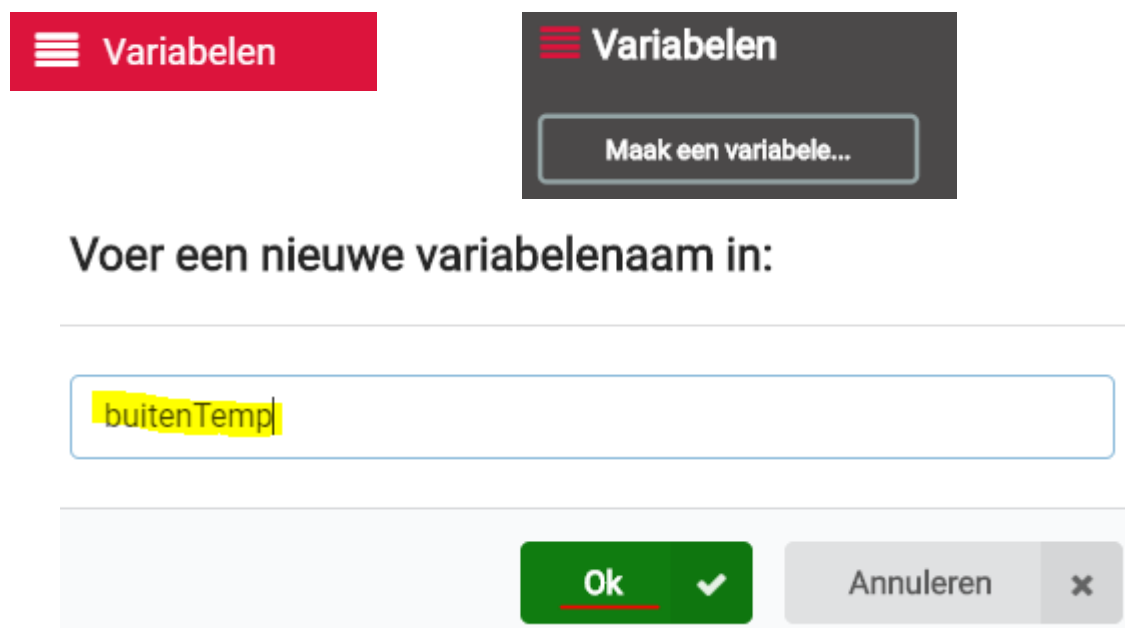 Variabelen
Variabelen
Maak een variabele...
Voer een nieuwe variabelenaam in:
buitenTemp
Ok
Annuleren